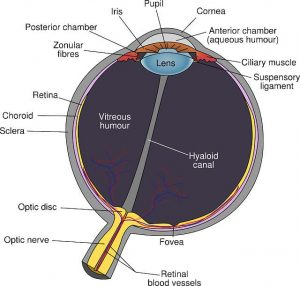 Pupil
Iris
Cornea
Posterior chamber
Anterior chamber
(aqueous humour)
Zonular
fibres
Ciliary muscle
Lens
Suspensory
ligament
Retina
Choroid
Vitreous
humour
Sclera
Hyaloid
canal
Optic disc
Optic nerve
Fovea
Retinal
blood vessels